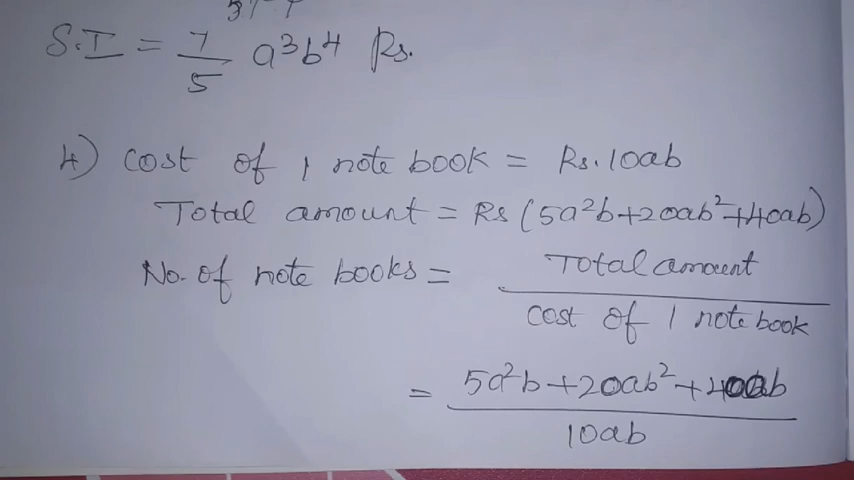 S.I = 7/5 a³b⁴ Rs.
4) cost of 1 note book = Rs. 10ab
Total amount = Rs (5a²b+20ab²+40ab)
No. of note books = Total amount / cost of 1 note book
= 5a²b+20ab²+40ab / 10ab